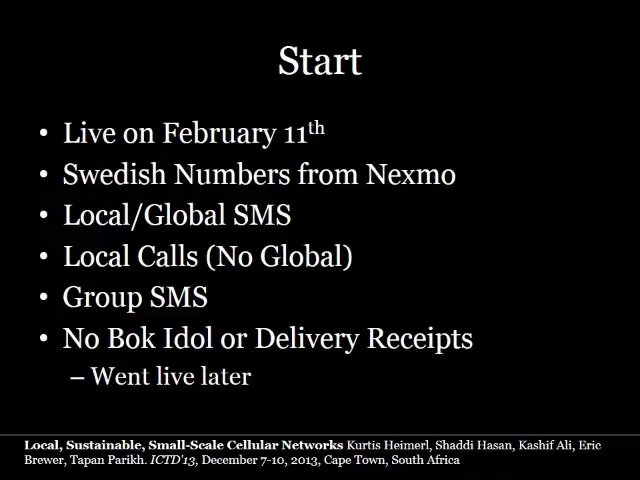 Start
• Live on February 11th
• Swedish Numbers from Nexmo
• Local/Global SMS
• Local Calls (No Global)
• Group SMS
• No Bok Idol or Delivery Receipts
– Went live later
Local, Sustainable, Small-Scale Cellular Networks Kurtis Heimerl, Shaddi Hasan, Kashif Ali, Eric
Brewer, Tapan Parikh. ICTD'13, December 7-10, 2013, Cape Town, South Africa